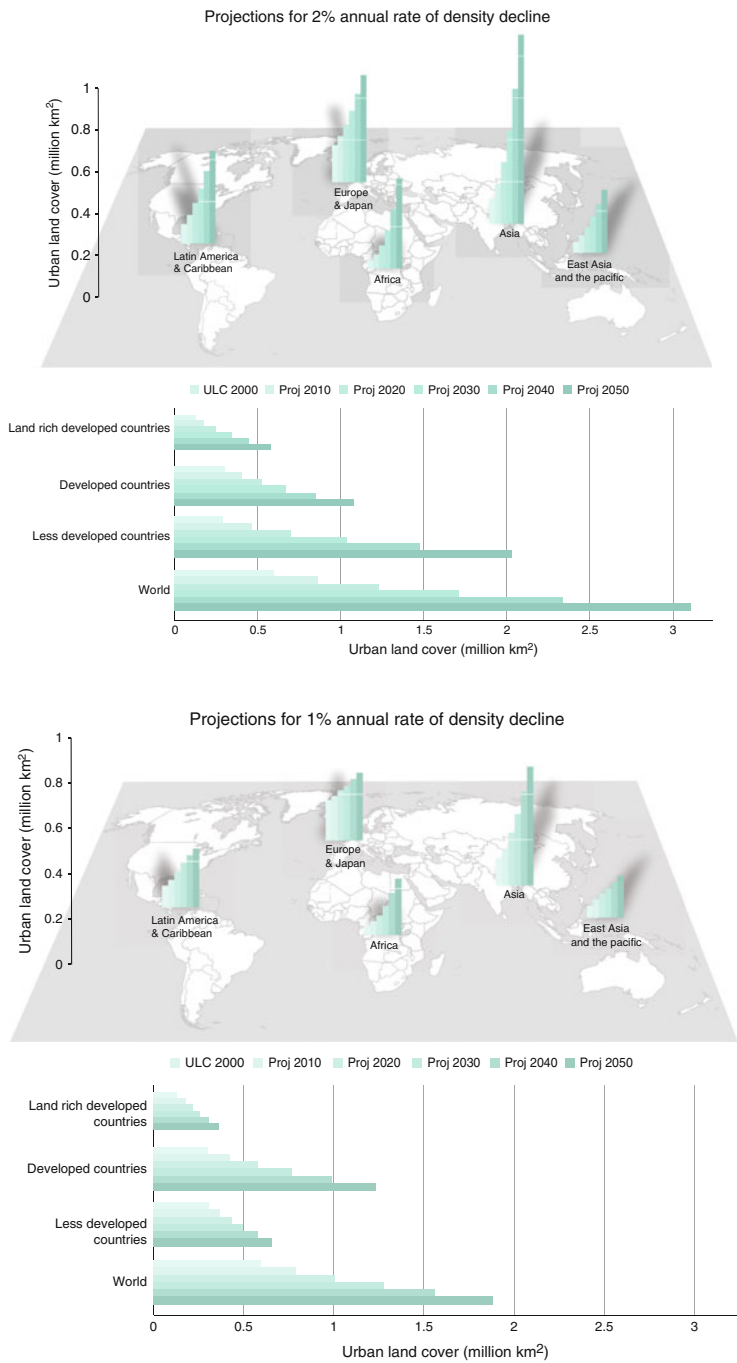 Projections for 2% annual rate of density decline
Urban land cover (million km²)
1
0.8
0.6
0.4
0.2
0
Europe
& Japan
Asia
Latin America
& Caribbean
Africa
East Asia
and the pacific
ULC 2000 Proj 2010 Proj 2020 Proj 2030 Proj 2040 Proj 2050
Land rich developed countries
Developed countries
Less developed countries
World
0 0.5 1 1.5 2 2.5 3
Urban land cover (million km²)
Projections for 1% annual rate of density decline
Urban land cover (million km²)
1
0.8
0.6
0.4
0.2
0
Europe
& Japan
Asia
Latin America
& Caribbean
Africa
East Asia
and the pacific
ULC 2000 Proj 2010 Proj 2020 Proj 2030 Proj 2040 Proj 2050
Land rich developed
countries
Developed countries
Less developed
countries
World
0 0.5 1 1.5 2 2.5 3
Urban land cover (million km²)